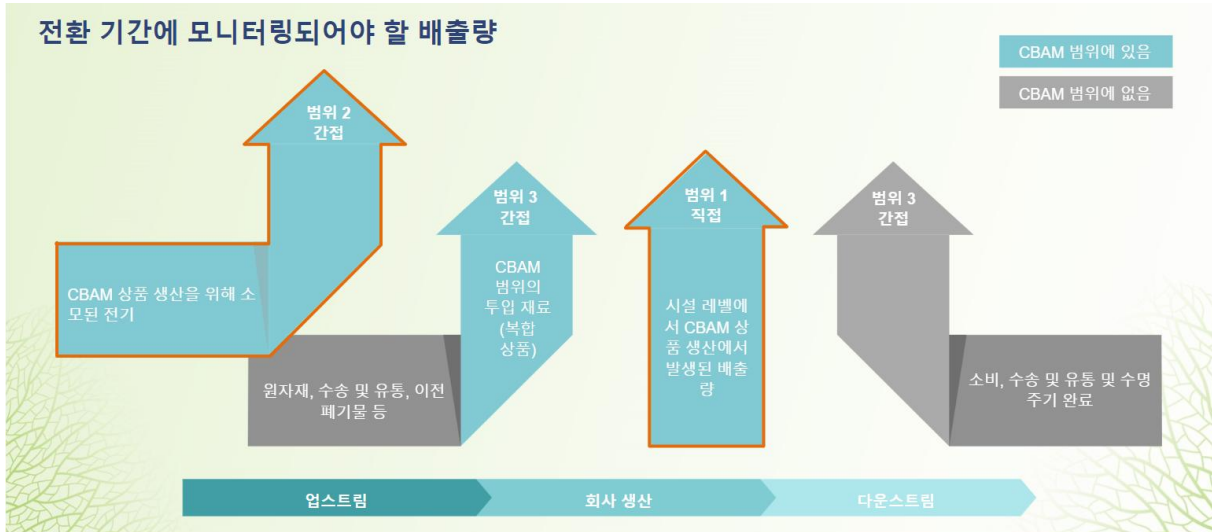 전환 기간에 모니터링되어야 할 배출량
CBAM 범위에 있음
CBAM 범위에 없음
범위 2
간접
CBAM 상품 생산을 위해 소
모된 전기
범위 3
간접
CBAM
범위의
투입 재료
(복합
상품)
원자재, 수송 및 유통, 이전
폐기물 등
범위 1
직접
시설 레벨에
서 CBAM 상
품 생산에서
발생된 배출
량
범위 3
간접
소비, 수송 및 유통 및 수명
주기 완료
업스트림
회사 생산
다운스트림